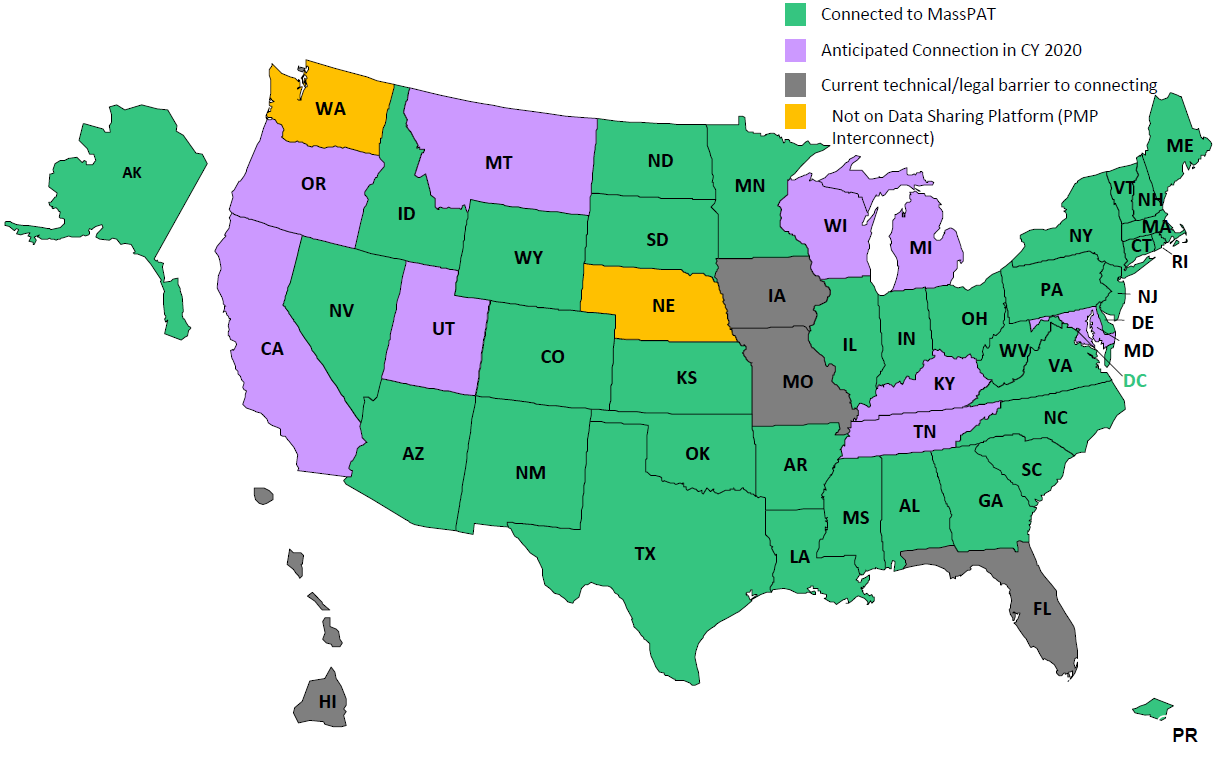 Connected to MassPAT
Anticipated Connection in CY 2020
Current technical/legal barrier to connecting
Not on Data Sharing Platform (PMP
Interconnect)
WA
AK
MT
ND
MN
ME
VT
NH
OR
ID
SD
WI
MI
NY
MA
CT
RI
WY
NV
NE
IA
PA
NJ
UT
CA
CO
KS
MO
IL
IN
OH
WV
VA
DE
MD
DC
KY
NC
TN
AZ
NM
OK
AR
SC
MS
AL
GA
TX
LA
FL
HI
PR